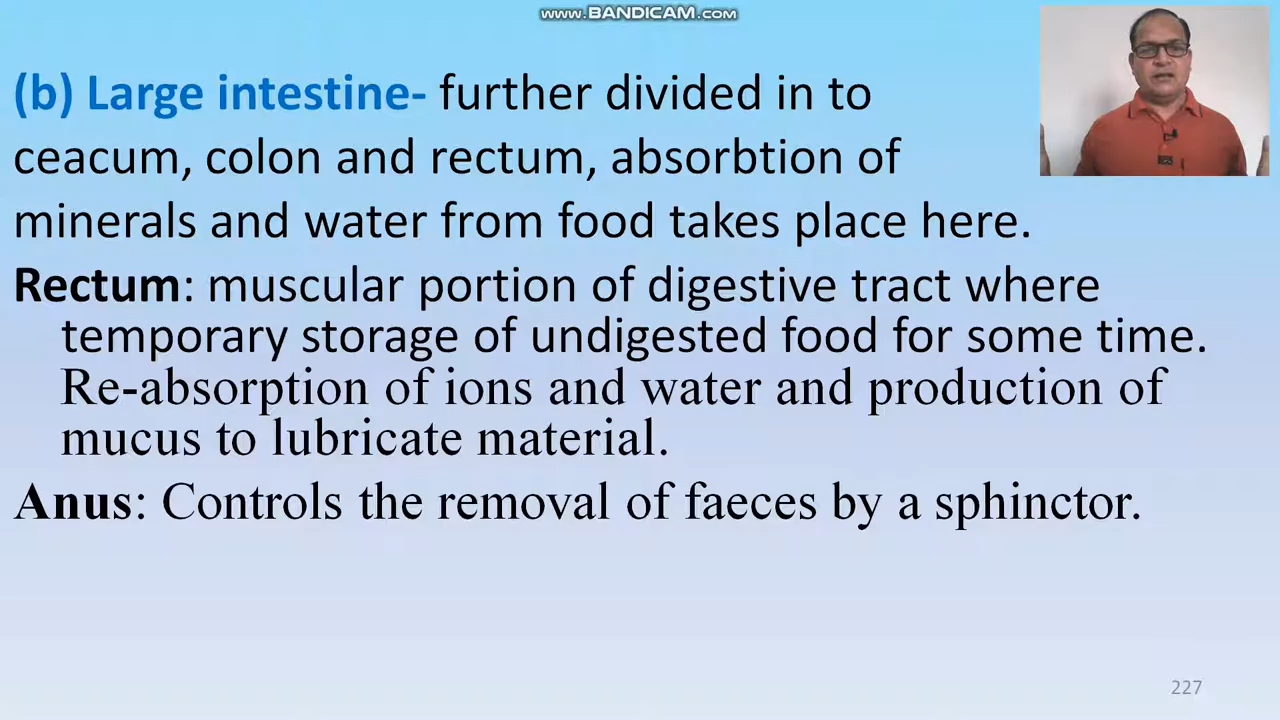 www.BANDICAM.com
(b) Large intestine- further divided in to
ceacum, colon and rectum, absorbtion of
minerals and water from food takes place here.
Rectum: muscular portion of digestive tract where
temporary storage of undigested food for some time.
Re-absorption of ions and water and production of
mucus to lubricate material.
Anus: Controls the removal of faeces by a sphinctor.
227